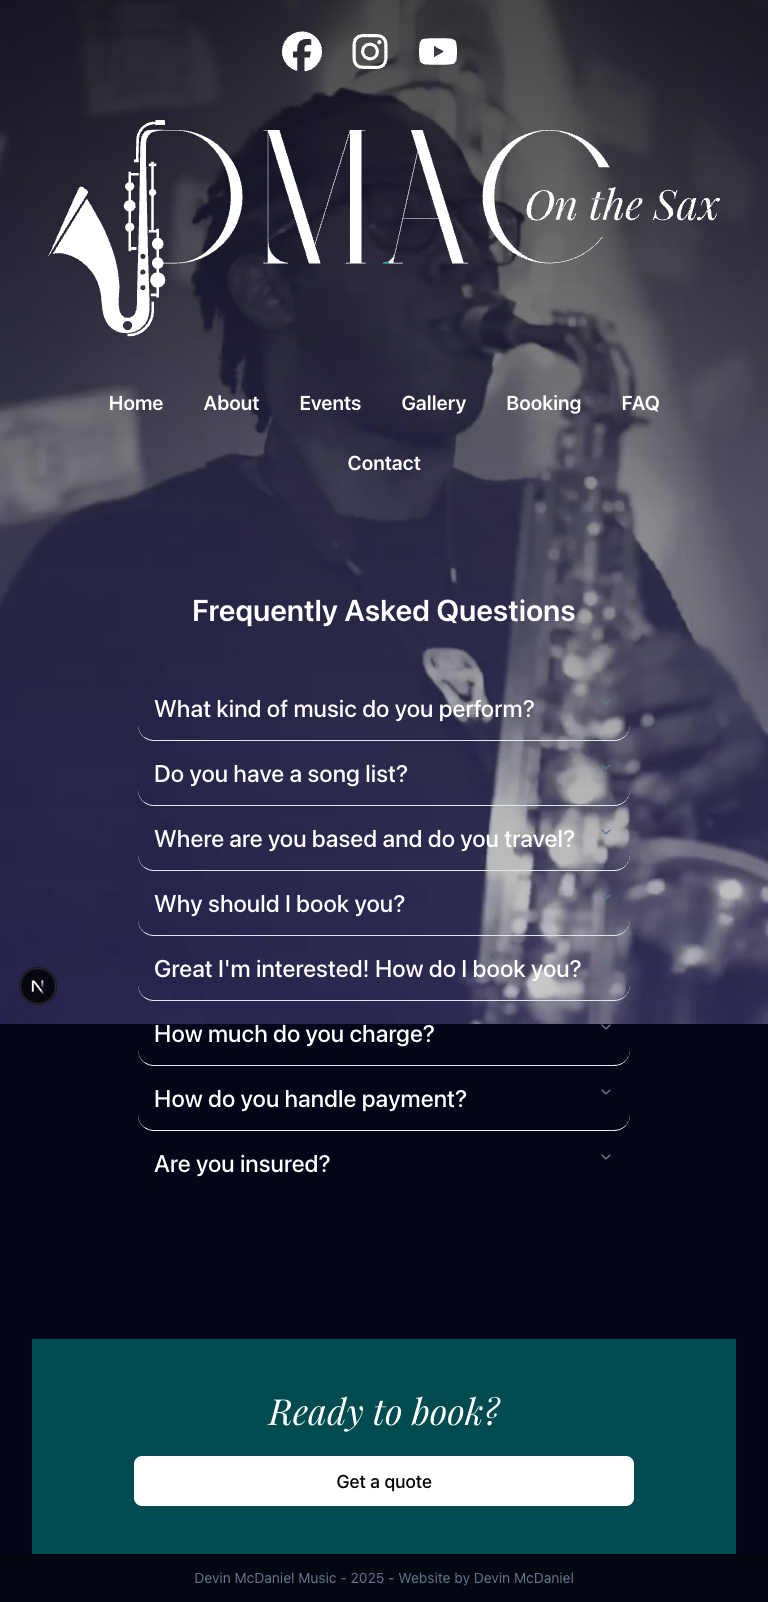 DMAC
On the Sax
Home About Events Gallery Booking FAQ
Contact
Frequently Asked Questions
What kind of music do you perform?
Do you have a song list?
Where are you based and do you travel?
Why should I book you?
Great I'm interested! How do I book you?
N
How much do you charge?
How do you handle payment?
Are you insured?
Ready to book?
Get a quote
Devin McDaniel Music - 2025 - Website by Devin McDaniel